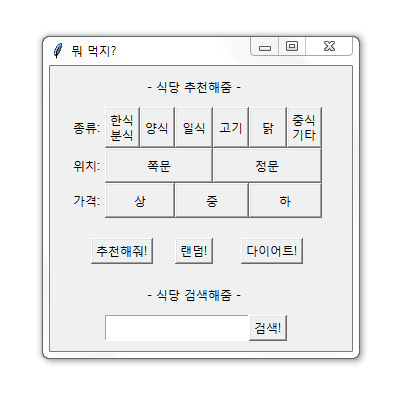 뭐 먹지?
- 식당 추천해줌 -
종류: 한식 분식 양식 일식 고기 닭 중식 기타
위치: 쪽문 정문
가격: 상 중 하
추천해줘! 랜덤! 다이어트!
- 식당 검색해줌 -
검색!